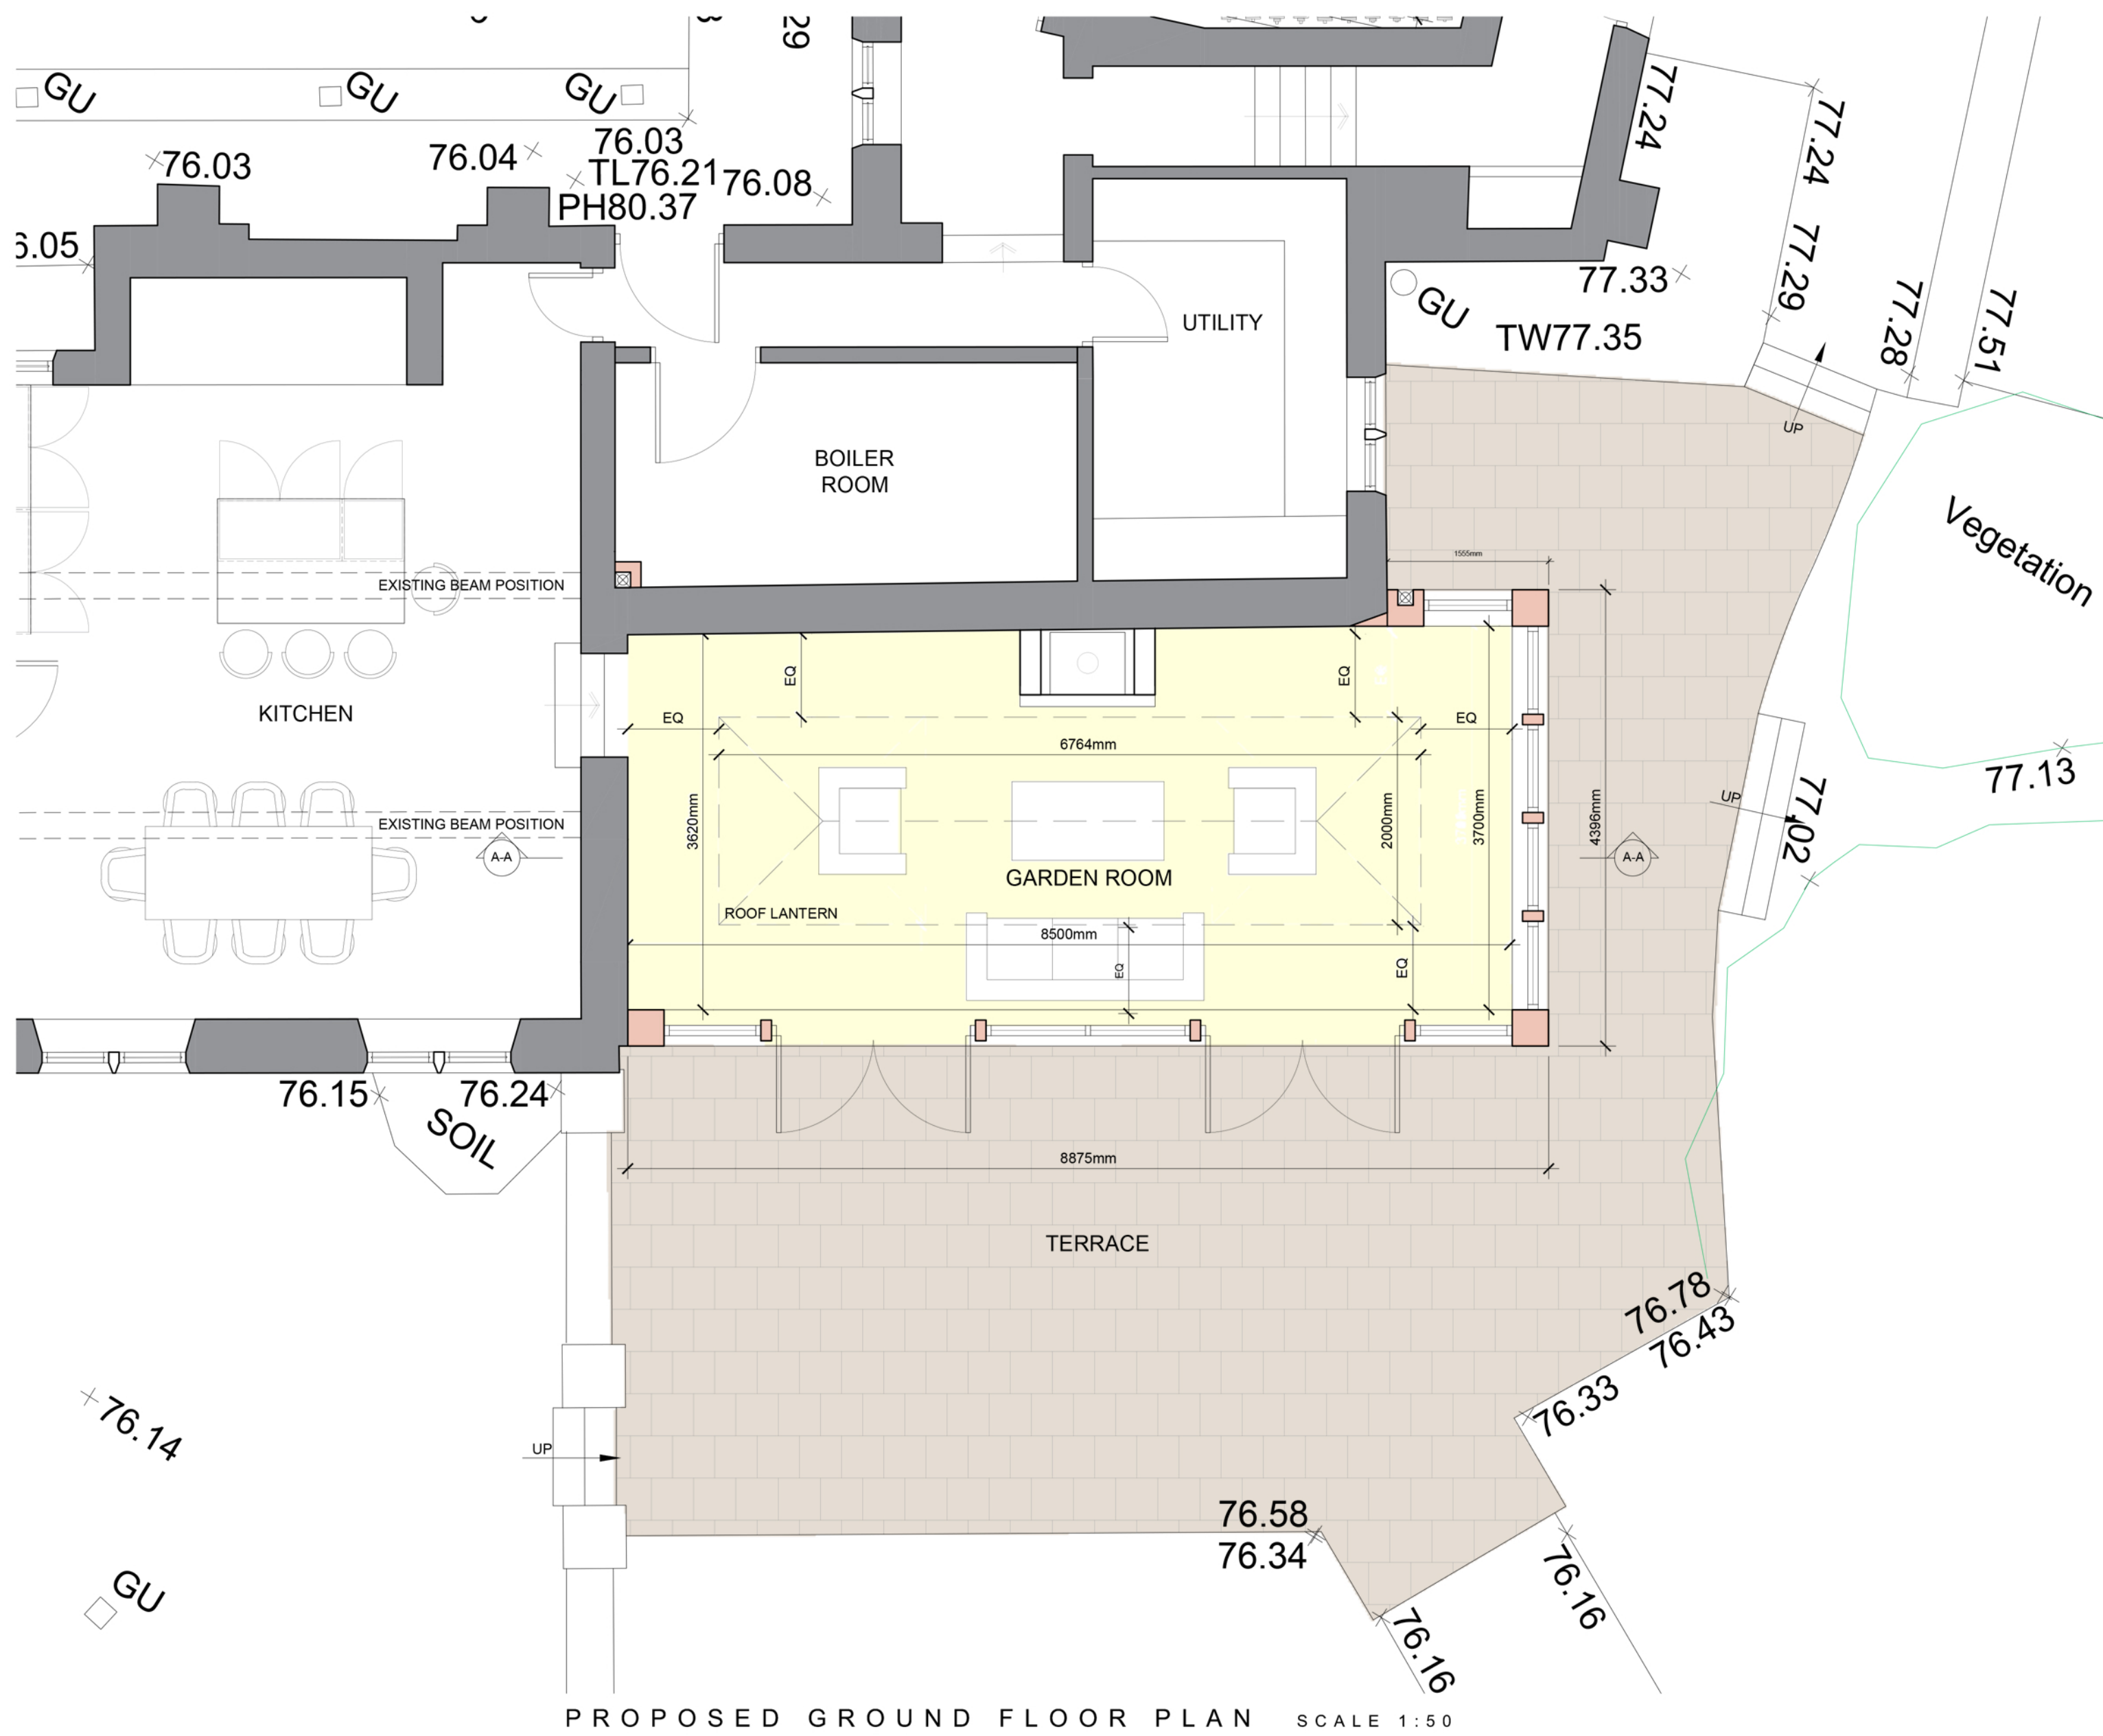 29
GU
GU
GU
76.03
76.04
76.03
TL76.21
76.08
PH80.37
77.24
77.24
77.29
77.33
GU
TW77.35
77.28
77.51
UTILITY
UP
BOILER
ROOM
Vegetation
1555mm
EXISTING BEAM POSITION
KITCHEN
EQ
EQ
EQ
EQ
6764mm
77.13
UP
77.02
3620mm
2000mm
3700mm
4396mm
EXISTING BEAM POSITION
A-A
A-A
GARDEN ROOM
ROOF LANTERN
8500mm
EQ
EQ
76.15
76.24
SOIL
8875mm
TERRACE
76.78
76.43
76.33
76.14
UP
76.58
76.34
76.16
GU
76.16
PROPOSED GROUND FLOOR PLAN SCALE 1:50